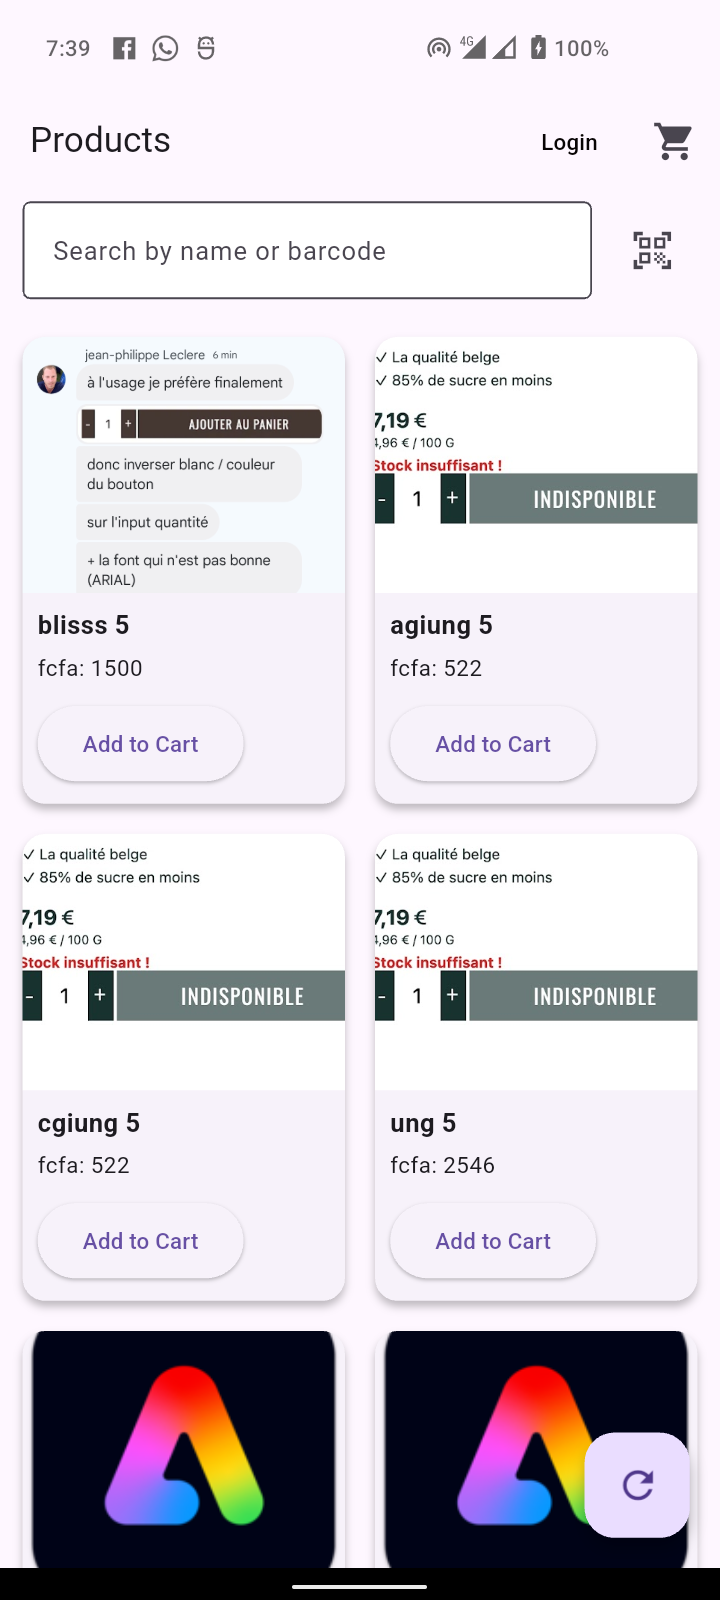 7:39
4G
100%
Products
Login
Search by name or barcode
jean-philippe Leclere 6 min
à l'usage je préfère finalement
- 1 + AJOUTER AU PANIER
donc inverser blanc / couleur
du bouton
sur l'input quantité
+ la font qui n'est pas bonne
(ARIAL)
blisss 5
fcfa: 1500
Add to Cart
✓ La qualité belge
✓ 85% de sucre en moins
7,19 €
4,96 € / 100 G
Stock insuffisant !
- 1 + INDISPONIBLE
agiung 5
fcfa: 522
Add to Cart
✓ La qualité belge
✓ 85% de sucre en moins
7,19 €
4,96 € / 100 G
Stock insuffisant !
- 1 + INDISPONIBLE
cgiung 5
fcfa: 522
Add to Cart
✓ La qualité belge
✓ 85% de sucre en moins
7,19 €
4,96 € / 100 G
Stock insuffisant !
- 1 + INDISPONIBLE
ung 5
fcfa: 2546
Add to Cart